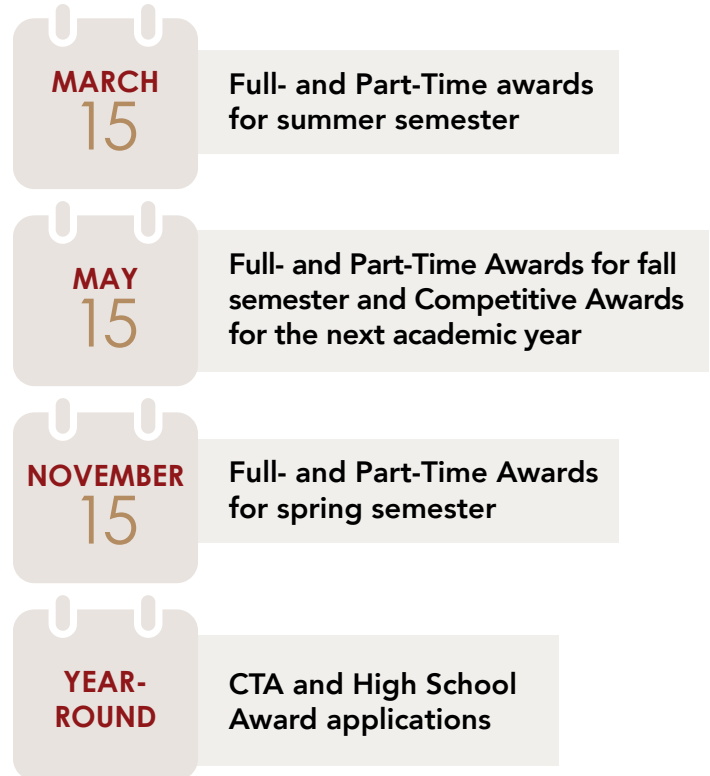 MARCH
15
Full- and Part-Time awards
for summer semester
MAY
15
Full- and Part-Time Awards for fall
semester and Competitive Awards
for the next academic year
NOVEMBER
15
Full- and Part-Time Awards
for spring semester
YEAR-
ROUND
CTA and High School
Award applications